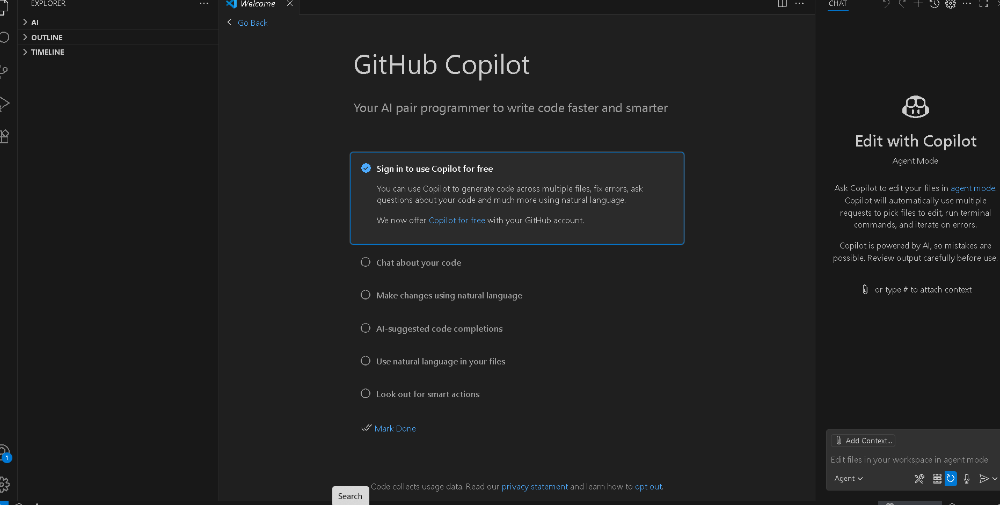 EXPLORER
AI
OUTLINE
TIMELINE
1
Welcome
Go Back
GitHub Copilot
Your AI pair programmer to write code faster and smarter
Sign in to use Copilot for free
You can use Copilot to generate code across multiple files, fix errors, ask
questions about your code and much more using natural language.
We now offer Copilot for free with your GitHub account.
Chat about your code
Make changes using natural language
AI-suggested code completions
Use natural language in your files
Look out for smart actions
Mark Done
Code collects usage data. Read our privacy statement and learn how to opt out.
Search
CHAT
Edit with Copilot
Agent Mode
Ask Copilot to edit your files in agent mode.
Copilot will automatically use multiple
requests to pick files to edit, run terminal
commands, and iterate on errors.
Copilot is powered by AI, so mistakes are
possible. Review output carefully before use.
or type # to attach context
Add Context...
Edit files in your workspace in agent mode
Agent